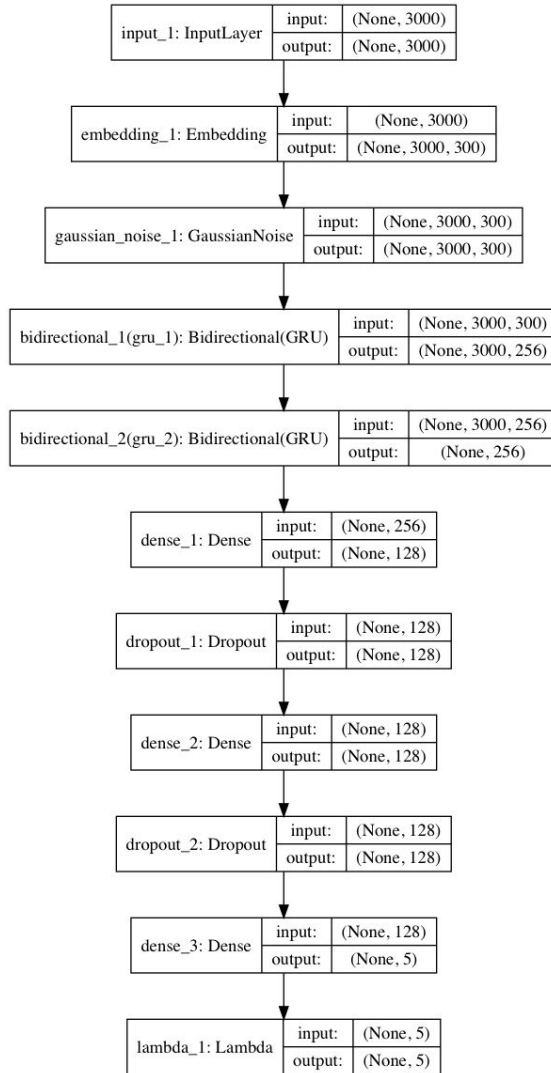 input_1: InputLayer
input: (None, 3000)
output: (None, 3000)
embedding_1: Embedding
input: (None, 3000)
output: (None, 3000, 300)
gaussian_noise_1: GaussianNoise
input: (None, 3000, 300)
output: (None, 3000, 300)
bidirectional_1(gru_1): Bidirectional(GRU)
input: (None, 3000, 300)
output: (None, 3000, 256)
bidirectional_2(gru_2): Bidirectional(GRU)
input: (None, 3000, 256)
output: (None, 256)
dense_1: Dense
input: (None, 256)
output: (None, 128)
dropout_1: Dropout
input: (None, 128)
output: (None, 128)
dense_2: Dense
input: (None, 128)
output: (None, 128)
dropout_2: Dropout
input: (None, 128)
output: (None, 128)
dense_3: Dense
input: (None, 128)
output: (None, 5)
lambda_1: Lambda
input: (None, 5)
output: (None, 5)